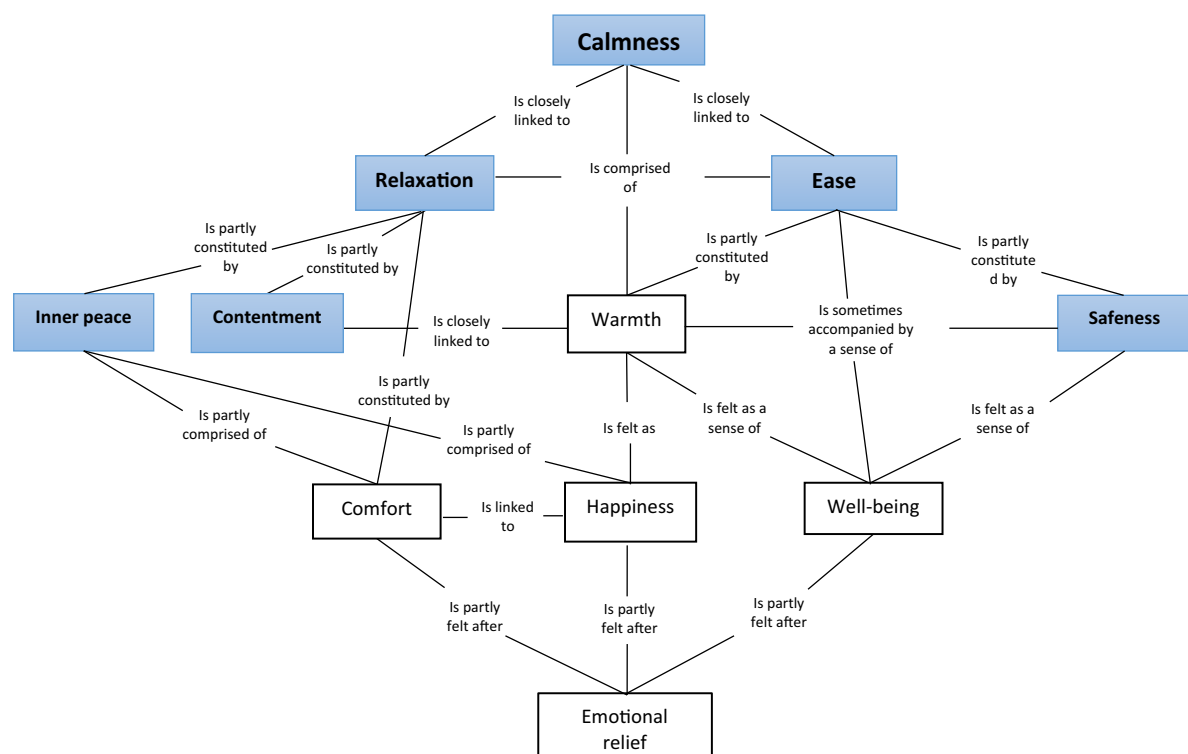 Calmness
Is closely
linked to
Is closely
linked to
Relaxation
Is comprised
of
Ease
Is partly
constituted
by
Is partly
constituted by
Is partly
constituted
by
Is partly
constitute
d by
Inner peace
Contentment
Is closely
linked to
Warmth
Is sometimes
accompanied by
a sense of
Safeness
Is partly
constituted by
Is partly
comprised of
Is partly
comprised of
Is felt as
Is felt as a
sense of
Is felt as a
sense of
Comfort
Is linked
to
Happiness
Well-being
Is partly
felt after
Is partly
felt after
Is partly
felt after
Emotional
relief